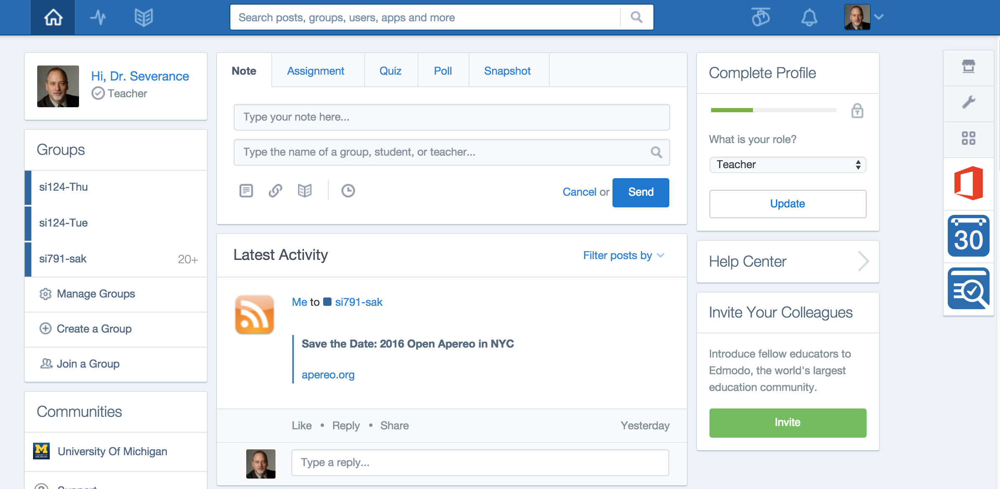 Search posts, groups, users, apps and more
Hi, Dr. Severance
Teacher
Groups
si124-Thu
si124-Tue
si791-sak 20+
Manage Groups
Create a Group
Join a Group
Communities
M
UNIVERSITY OF
MICHIGAN
University Of Michigan
Support
Note Assignment Quiz Poll Snapshot
Type your note here...
Type the name of a group, student, or teacher...
Cancel or Send
Latest Activity Filter posts by
Me to si791-sak
Save the Date: 2016 Open Apereo in NYC
apereo.org
Like • Reply • Share Yesterday
Type a reply...
Complete Profile
What is your role?
Teacher
Update
Help Center
Invite Your Colleagues
Introduce fellow educators to
Edmodo, the world's largest
education community.
Invite
30